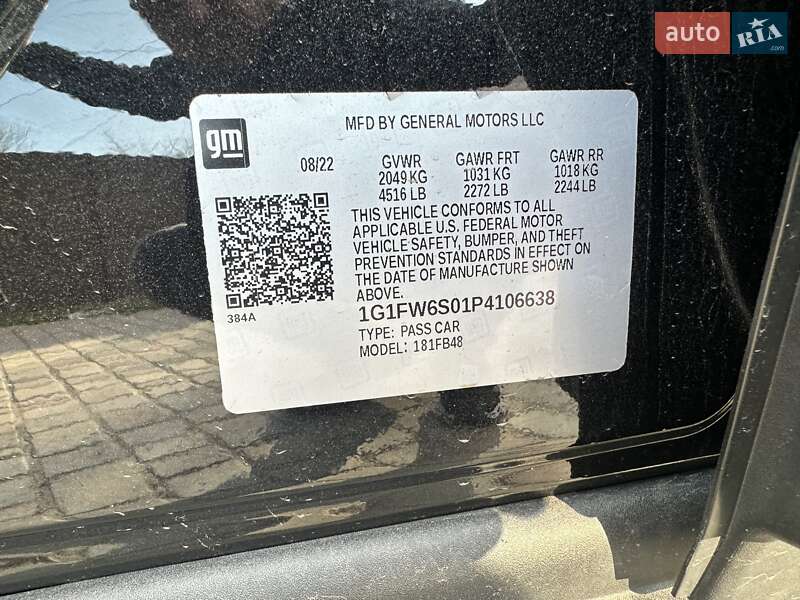 auto RIA.com
gm
MFD BY GENERAL MOTORS LLC
08/22 GVWR GAWR FRT GAWR RR
2049 KG 1031 KG 1018 KG
4516 LB 2272 LB 2244 LB
THIS VEHICLE CONFORMS TO ALL
APPLICABLE U.S. FEDERAL MOTOR
VEHICLE SAFETY, BUMPER, AND THEFT
PREVENTION STANDARDS IN EFFECT ON
THE DATE OF MANUFACTURE SHOWN
ABOVE.
384A
1G1FW6S01P4106638
TYPE: PASS CAR
MODEL: 181FB48